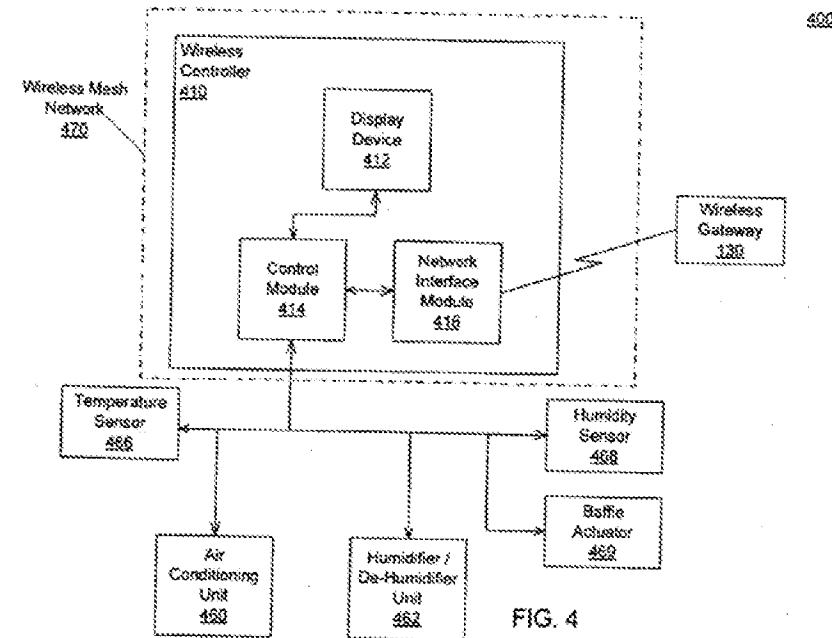 400
Wireless
Controller
410
Wireless Mesh
Network
470
Display
Device
412
Wireless
Gateway
130
Control
Module
414
Network
Interface
Module
416
Temperature
Sensor
466
Humidity
Sensor
468
Baffle
Actuator
469
Air
Conditioning
Unit
460
Humidifier /
De-Humidifier
Unit
462
FIG. 4